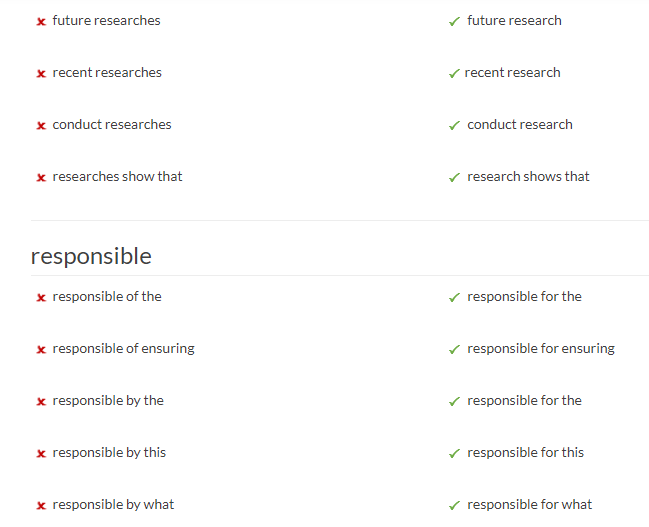 future researches future research
recent researches recent research
conduct researches conduct research
researches show that research shows that
responsible
responsible of the responsible for the
responsible of ensuring responsible for ensuring
responsible by the responsible for the
responsible by this responsible for this
responsible by what responsible for what